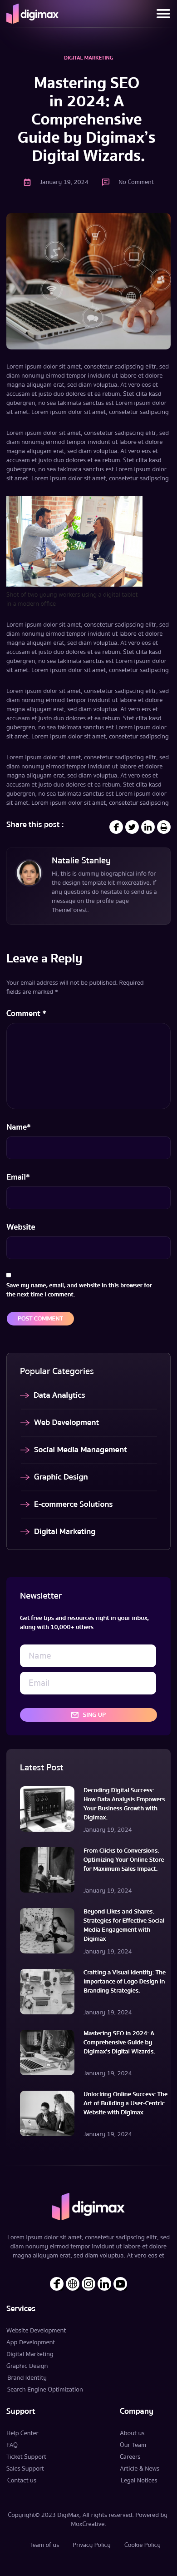 digimax
DIGITAL MARKETING
Mastering SEO
in 2024: A
Comprehensive
Guide by Digimax's
Digital Wizards.
January 19, 2024 No Comment
Lorem ipsum dolor sit amet, consetetur sadipscing elitr, sed
diam nonumy eirmod tempor invidunt ut labore et dolore
magna aliquyam erat, sed diam voluptua. At vero eos et
accusam et justo duo dolores et ea rebum. Stet clita kasd
gubergren, no sea takimata sanctus est Lorem ipsum dolor
sit amet. Lorem ipsum dolor sit amet, consetetur sadipscing
Lorem ipsum dolor sit amet, consetetur sadipscing elitr, sed
diam nonumy eirmod tempor invidunt ut labore et dolore
magna aliquyam erat, sed diam voluptua. At vero eos et
accusam et justo duo dolores et ea rebum. Stet clita kasd
gubergren, no sea takimata sanctus est Lorem ipsum dolor
sit amet. Lorem ipsum dolor sit amet, consetetur sadipscing
Shot of two young workers using a digital tablet
in a modern office
Lorem ipsum dolor sit amet, consetetur sadipscing elitr, sed
diam nonumy eirmod tempor invidunt ut labore et dolore
magna aliquyam erat, sed diam voluptua. At vero eos et
accusam et justo duo dolores et ea rebum. Stet clita kasd
gubergren, no sea takimata sanctus est Lorem ipsum dolor
sit amet. Lorem ipsum dolor sit amet, consetetur sadipscing
Lorem ipsum dolor sit amet, consetetur sadipscing elitr, sed
diam nonumy eirmod tempor invidunt ut labore et dolore
magna aliquyam erat, sed diam voluptua. At vero eos et
accusam et justo duo dolores et ea rebum. Stet clita kasd
gubergren, no sea takimata sanctus est Lorem ipsum dolor
sit amet. Lorem ipsum dolor sit amet, consetetur sadipscing
Lorem ipsum dolor sit amet, consetetur sadipscing elitr, sed
diam nonumy eirmod tempor invidunt ut labore et dolore
magna aliquyam erat, sed diam voluptua. At vero eos et
accusam et justo duo dolores et ea rebum. Stet clita kasd
gubergren, no sea takimata sanctus est Lorem ipsum dolor
sit amet. Lorem ipsum dolor sit amet, consetetur sadipscing
Share this post :
Natalie Stanley
Hi, this is dummy biographical info for
the design template kit moxcreative. If
any questions do hesitate to send us a
message on the profile page
ThemeForest.
Leave a Reply
Your email address will not be published. Required
fields are marked *
Comment *
Name*
Email*
Website
Save my name, email, and website in this browser for
the next time I comment.
POST COMMENT
Popular Categories
Data Analytics
Web Development
Social Media Management
Graphic Design
E-commerce Solutions
Digital Marketing
Newsletter
Get free tips and resources right in your inbox,
along with 10,000+ others
Name
Email
SING UP
Latest Post
Decoding Digital Success:
How Data Analysis Empowers
Your Business Growth with
Digimax.
January 19, 2024
From Clicks to Conversions:
Optimizing Your Online Store
for Maximum Sales Impact.
January 19, 2024
Beyond Likes and Shares:
Strategies for Effective Social
Media Engagement with
Digimax
January 19, 2024
Crafting a Visual Identity: The
Importance of Logo Design in
Branding Strategies.
January 19, 2024
Mastering SEO in 2024: A
Comprehensive Guide by
Digimax's Digital Wizards.
January 19, 2024
Unlocking Online Success: The
Art of Building a User-Centric
Website with Digimax
January 19, 2024
digimax
Lorem ipsum dolor sit amet, consetetur sadipscing elitr, sed
diam nonumy eirmod tempor invidunt ut labore et dolore
magna aliquyam erat, sed diam voluptua. At vero eos et
Services
Website Development
App Development
Digital Marketing
Graphic Design
Brand Identity
Search Engine Optimization
Support
Help Center
FAQ
Ticket Support
Sales Support
Contact us
Company
About us
Our Team
Careers
Article & News
Legal Notices
Copyright© 2023 DigiMax, All rights reserved. Powered by
MoxCreative.
Team of us Privacy Policy Cookie Policy